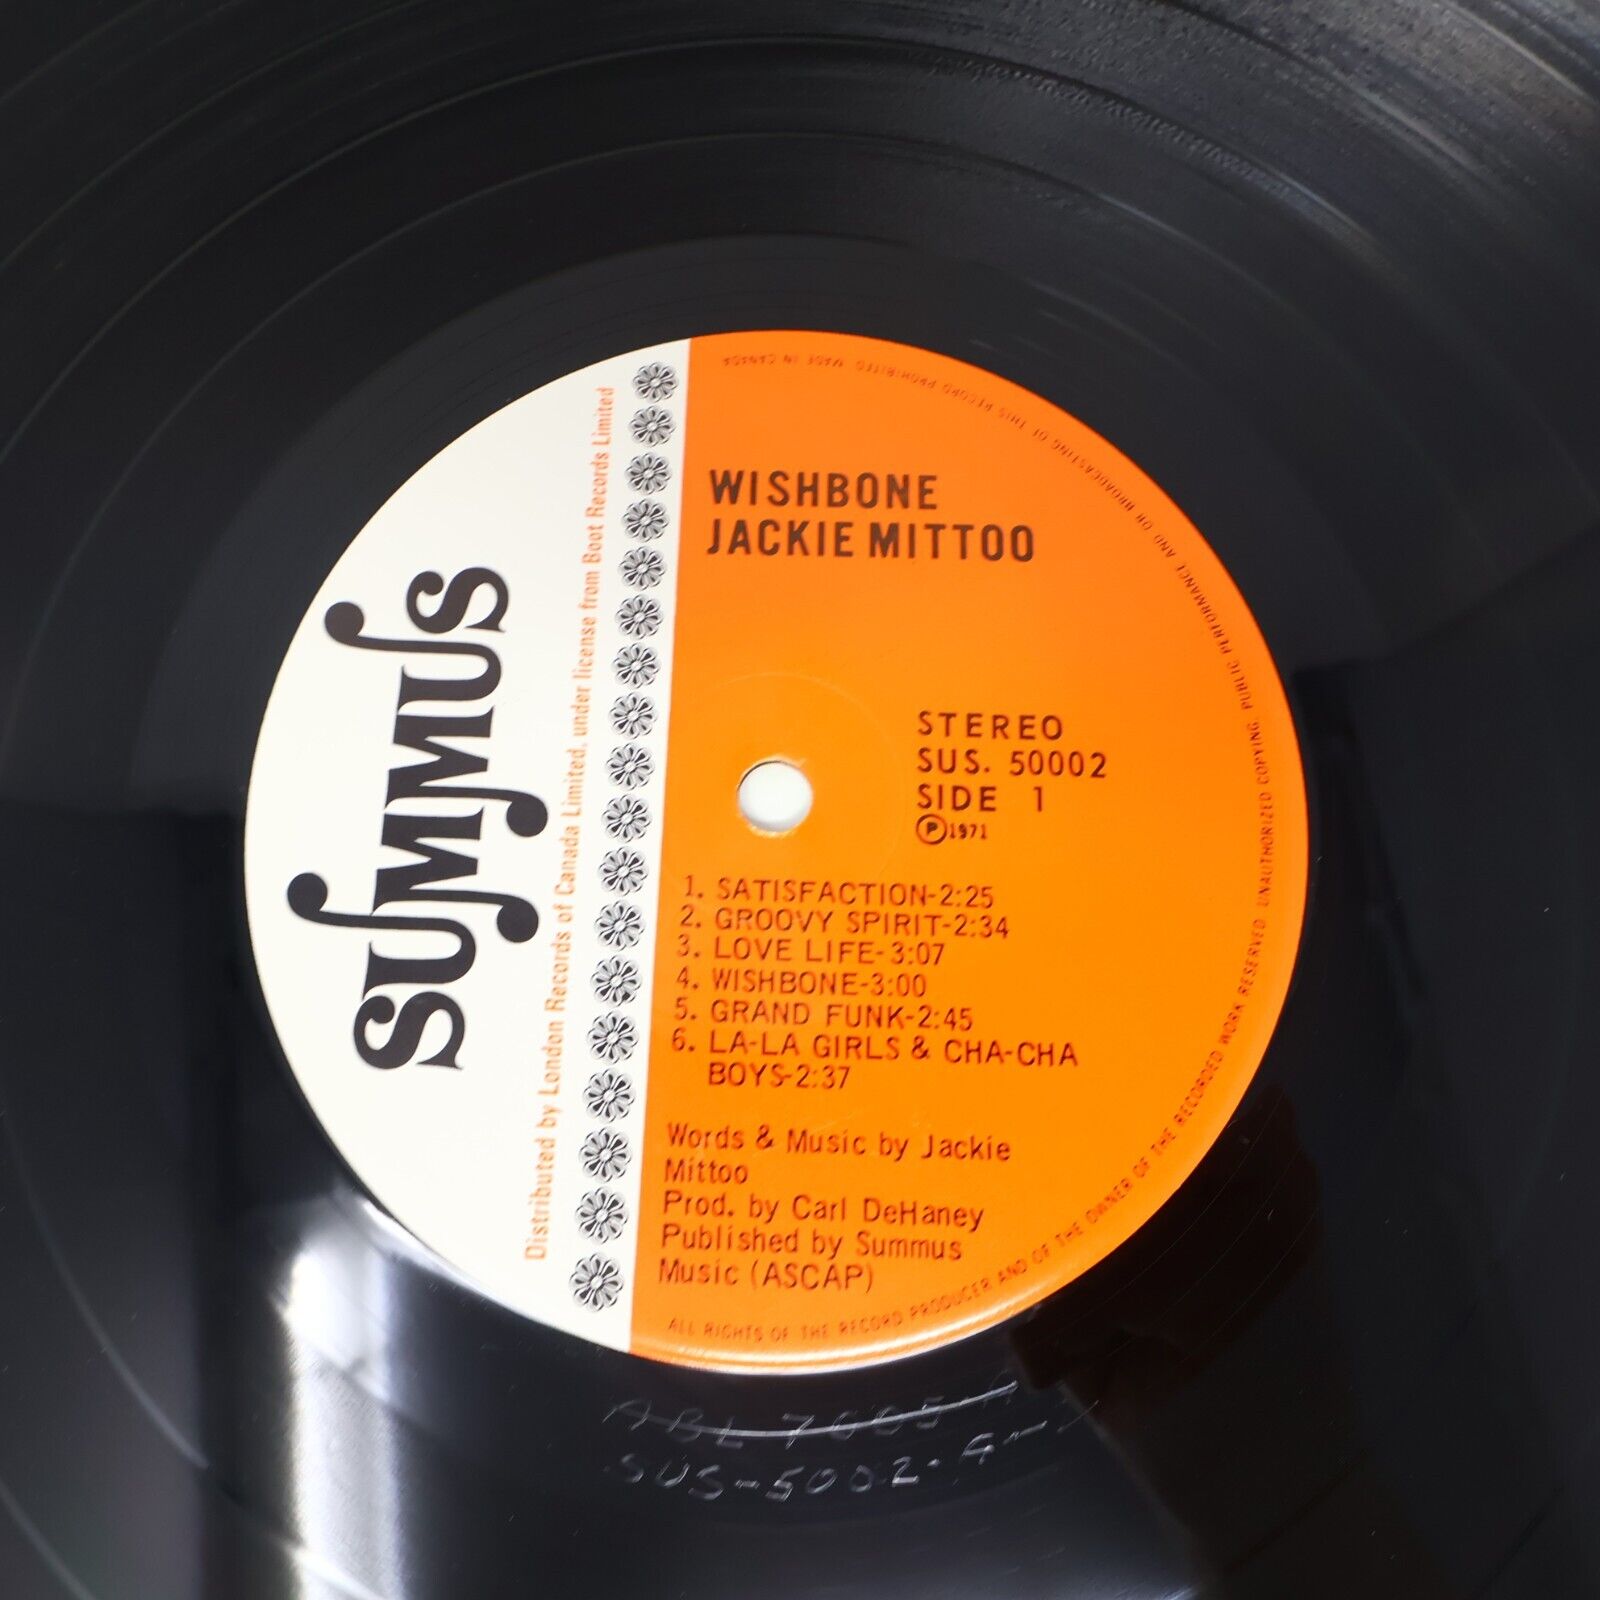 summus
Distributed by London Records of Canada Limited, under license from Boot Records Limited
WISHBONE
JACKIE MITTOO
STEREO
SUS. 50002
SIDE 1
Ⓟ1971
1. SATISFACTION-2:25
2. GROOVY SPIRIT-2:34
3. LOVE LIFE-3:07
4. WISHBONE-3:00
5. GRAND FUNK-2:45
6. LA-LA GIRLS & CHA-CHA
BOYS-2:37
Words & Music by Jackie
Mittoo
Prod. by Carl DeHaney
Published by Summus
Music (ASCAP)
ALL RIGHTS OF THE RECORD PRODUCER AND OF THE OWNER OF THE RECORDED WORK RESERVED. UNAUTHORIZED COPYING, PUBLIC PERFORMANCE AND OR BROADCASTING OF THIS RECORD PROHIBITED. MADE IN CANADA
ABL 7005-A
SUS-5002-A-